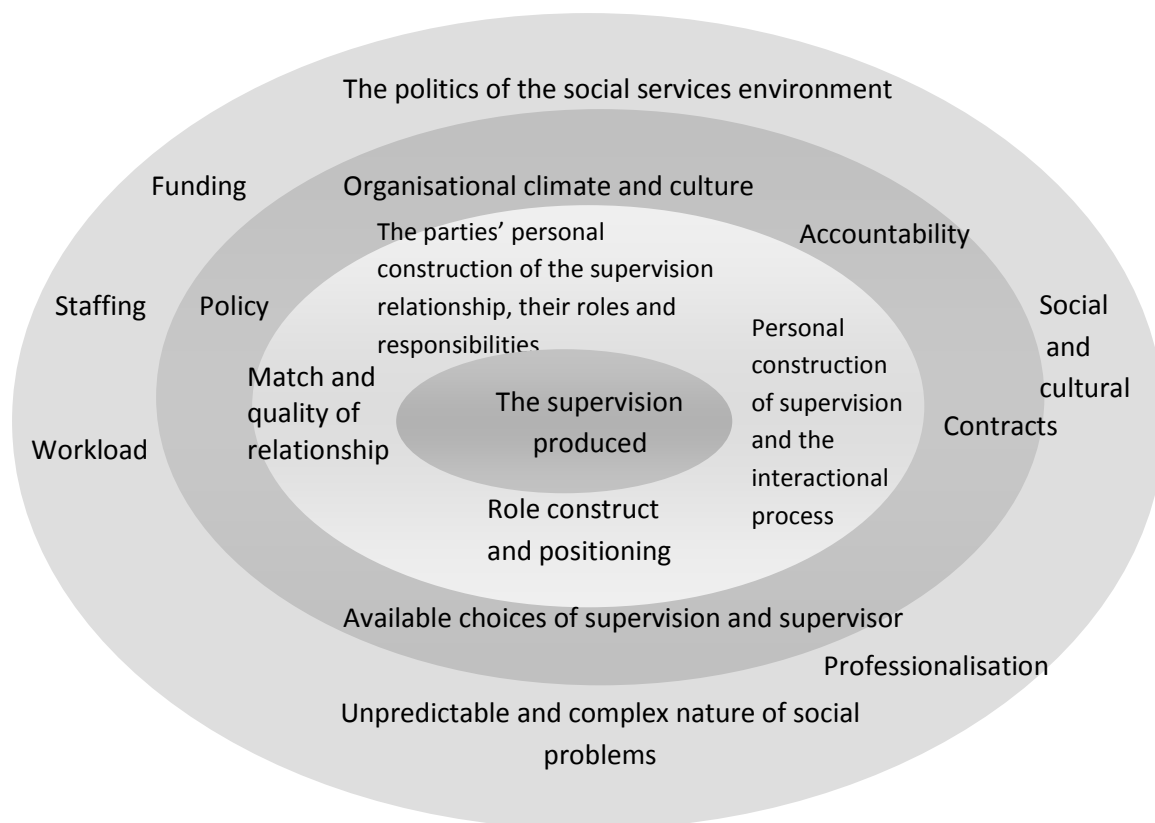 The politics of the social services environment
Funding
Organisational climate and culture
The parties’ personal
construction of the supervision
relationship, their roles and
responsibilities
Accountability
Staffing
Policy
Social
and
cultural
Personal
construction
of supervision
and the
interactional
process
Match and
quality of
relationship
The supervision
produced
Contracts
Workload
Role construct
and positioning
Available choices of supervision and supervisor
Professionalisation
Unpredictable and complex nature of social
problems